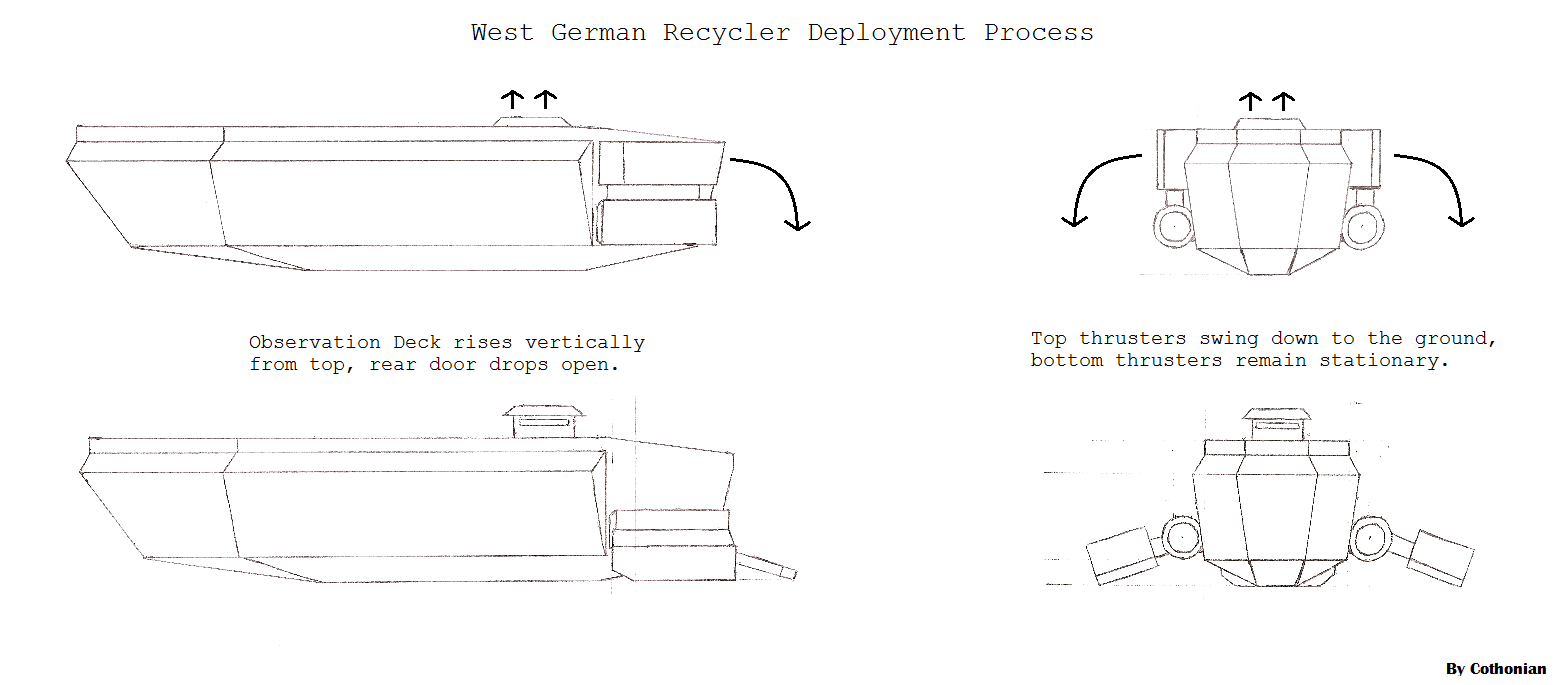 West German Recycler Deployment Process
Observation Deck rises vertically
from top, rear door drops open.
Top thrusters swing down to the ground,
bottom thrusters remain stationary.
By Cothonian